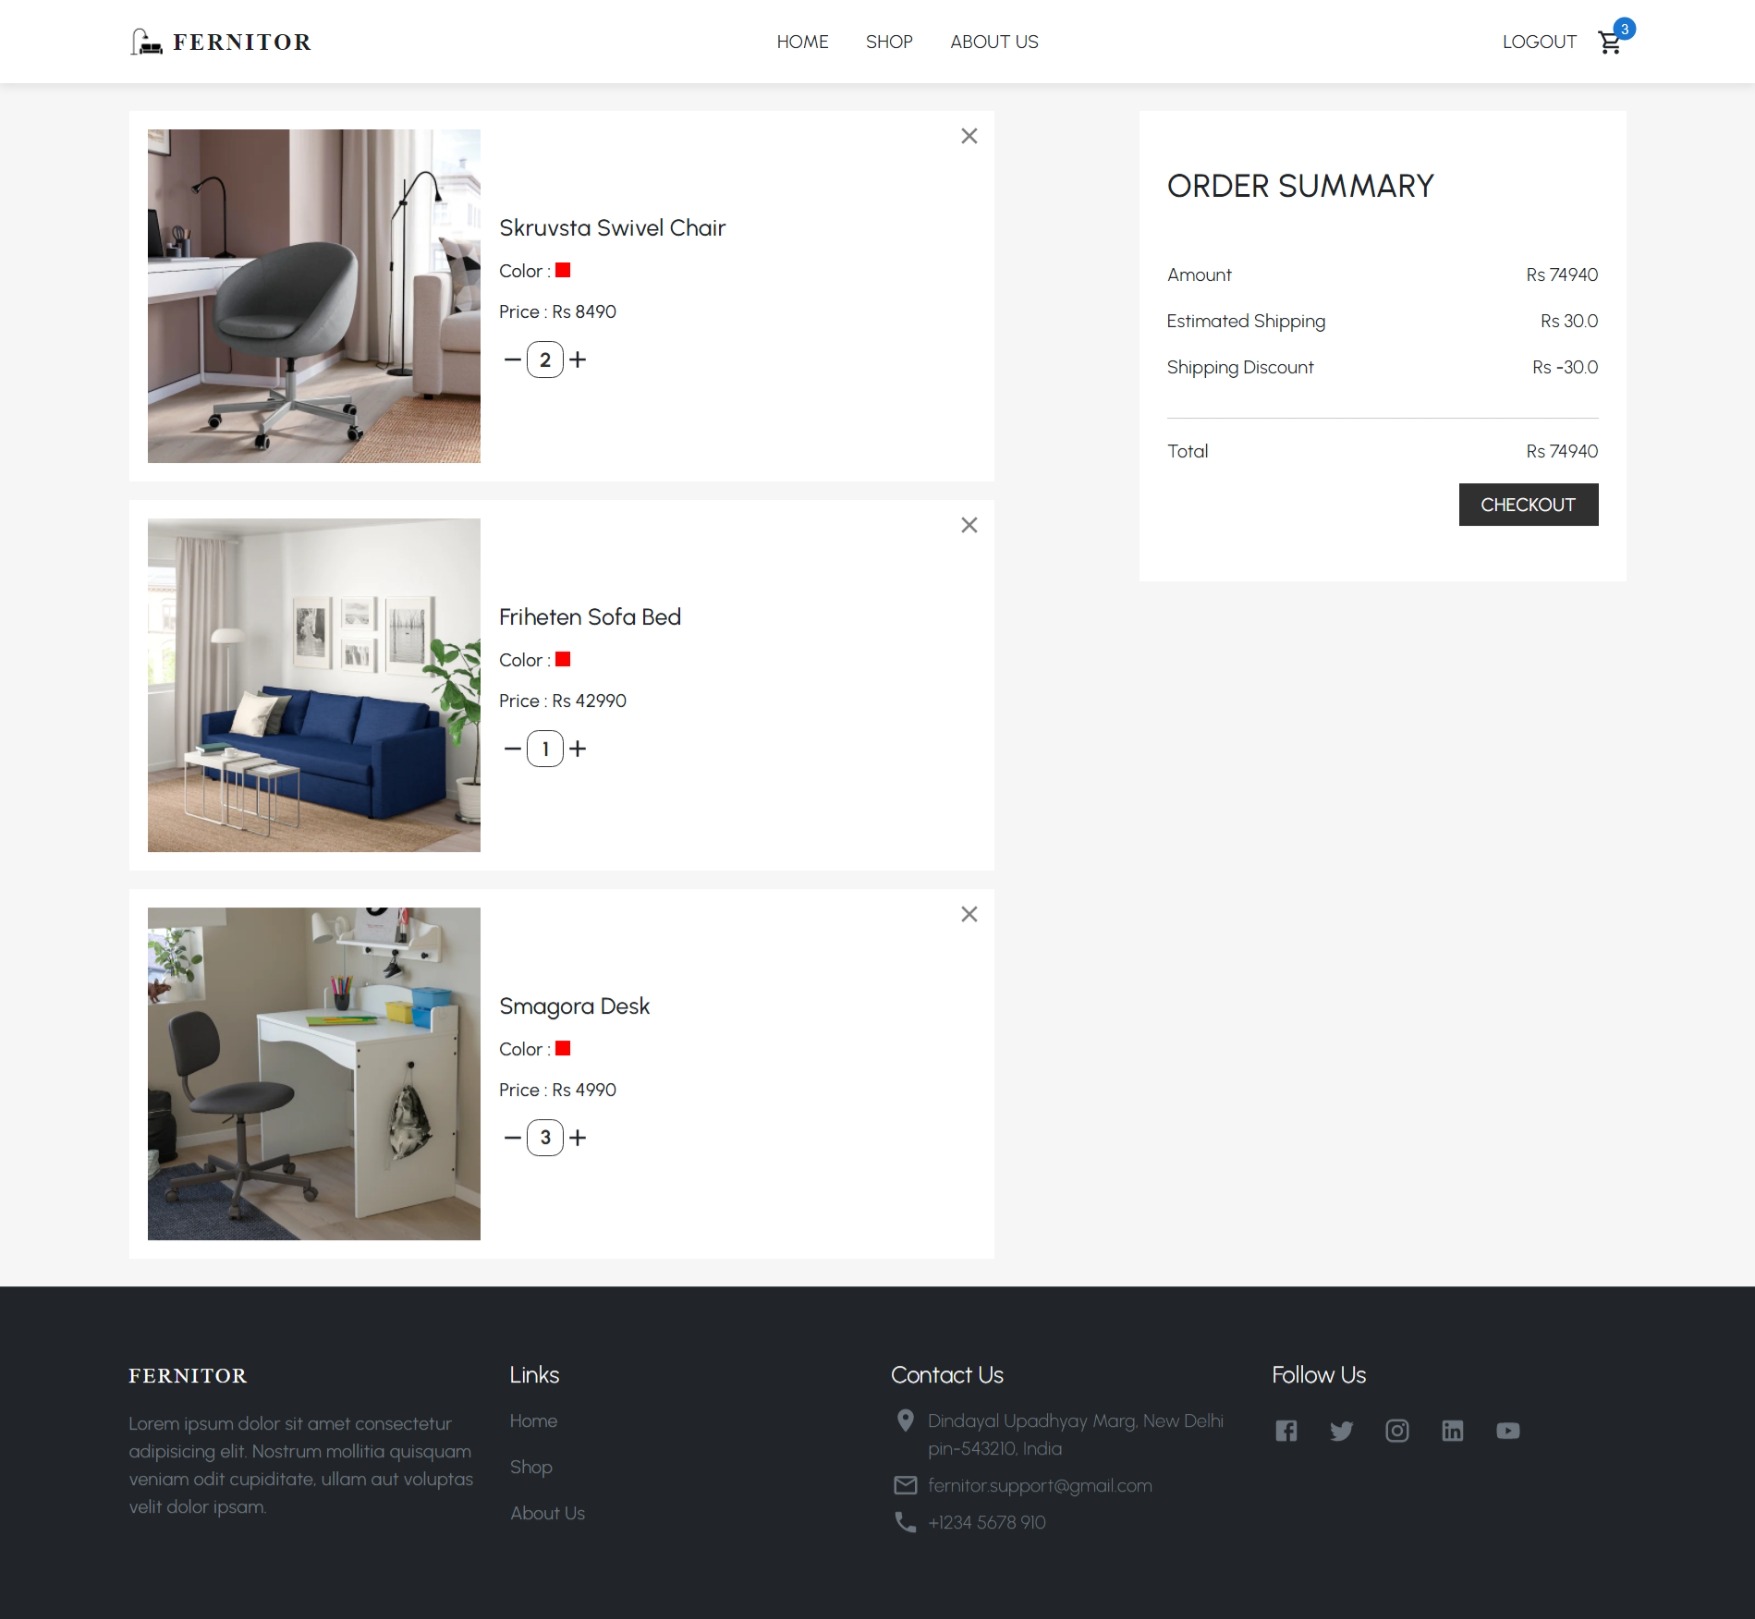 FERNITOR
HOME
SHOP
ABOUT US
LOGOUT
3
Skruvsta Swivel Chair
Color :
Price : Rs 8490
2
Friheten Sofa Bed
Color :
Price : Rs 42990
1
Smagora Desk
Color :
Price : Rs 4990
3
ORDER SUMMARY
Amount Rs 74940
Estimated Shipping Rs 30.0
Shipping Discount Rs -30.0
Total Rs 74940
CHECKOUT
FERNITOR
Lorem ipsum dolor sit amet consectetur
adipisicing elit. Nostrum mollitia quisquam
veniam odit cupiditate, ullam aut voluptas
velit dolor ipsam.
Links
Home
Shop
About Us
Contact Us
Dindayal Upadhyay Marg, New Delhi
pin-543210, India
fernitor.support@gmail.com
+1234 5678 910
Follow Us